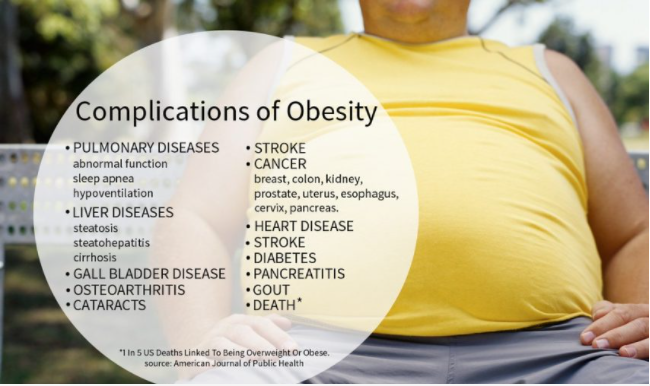 Complications of Obesity
• PULMONARY DISEASES
abnormal function
sleep apnea
hypoventilation
• LIVER DISEASES
steatosis
steatohepatitis
cirrhosis
• GALL BLADDER DISEASE
• OSTEOARTHRITIS
• CATARACTS
• STROKE
• CANCER
breast, colon, kidney,
prostate, uterus, esophagus,
cervix, pancreas.
• HEART DISEASE
• STROKE
• DIABETES
• PANCREATITIS
• GOUT
• DEATH*
*1 In 5 US Deaths Linked To Being Overweight Or Obese.
source: American Journal of Public Health